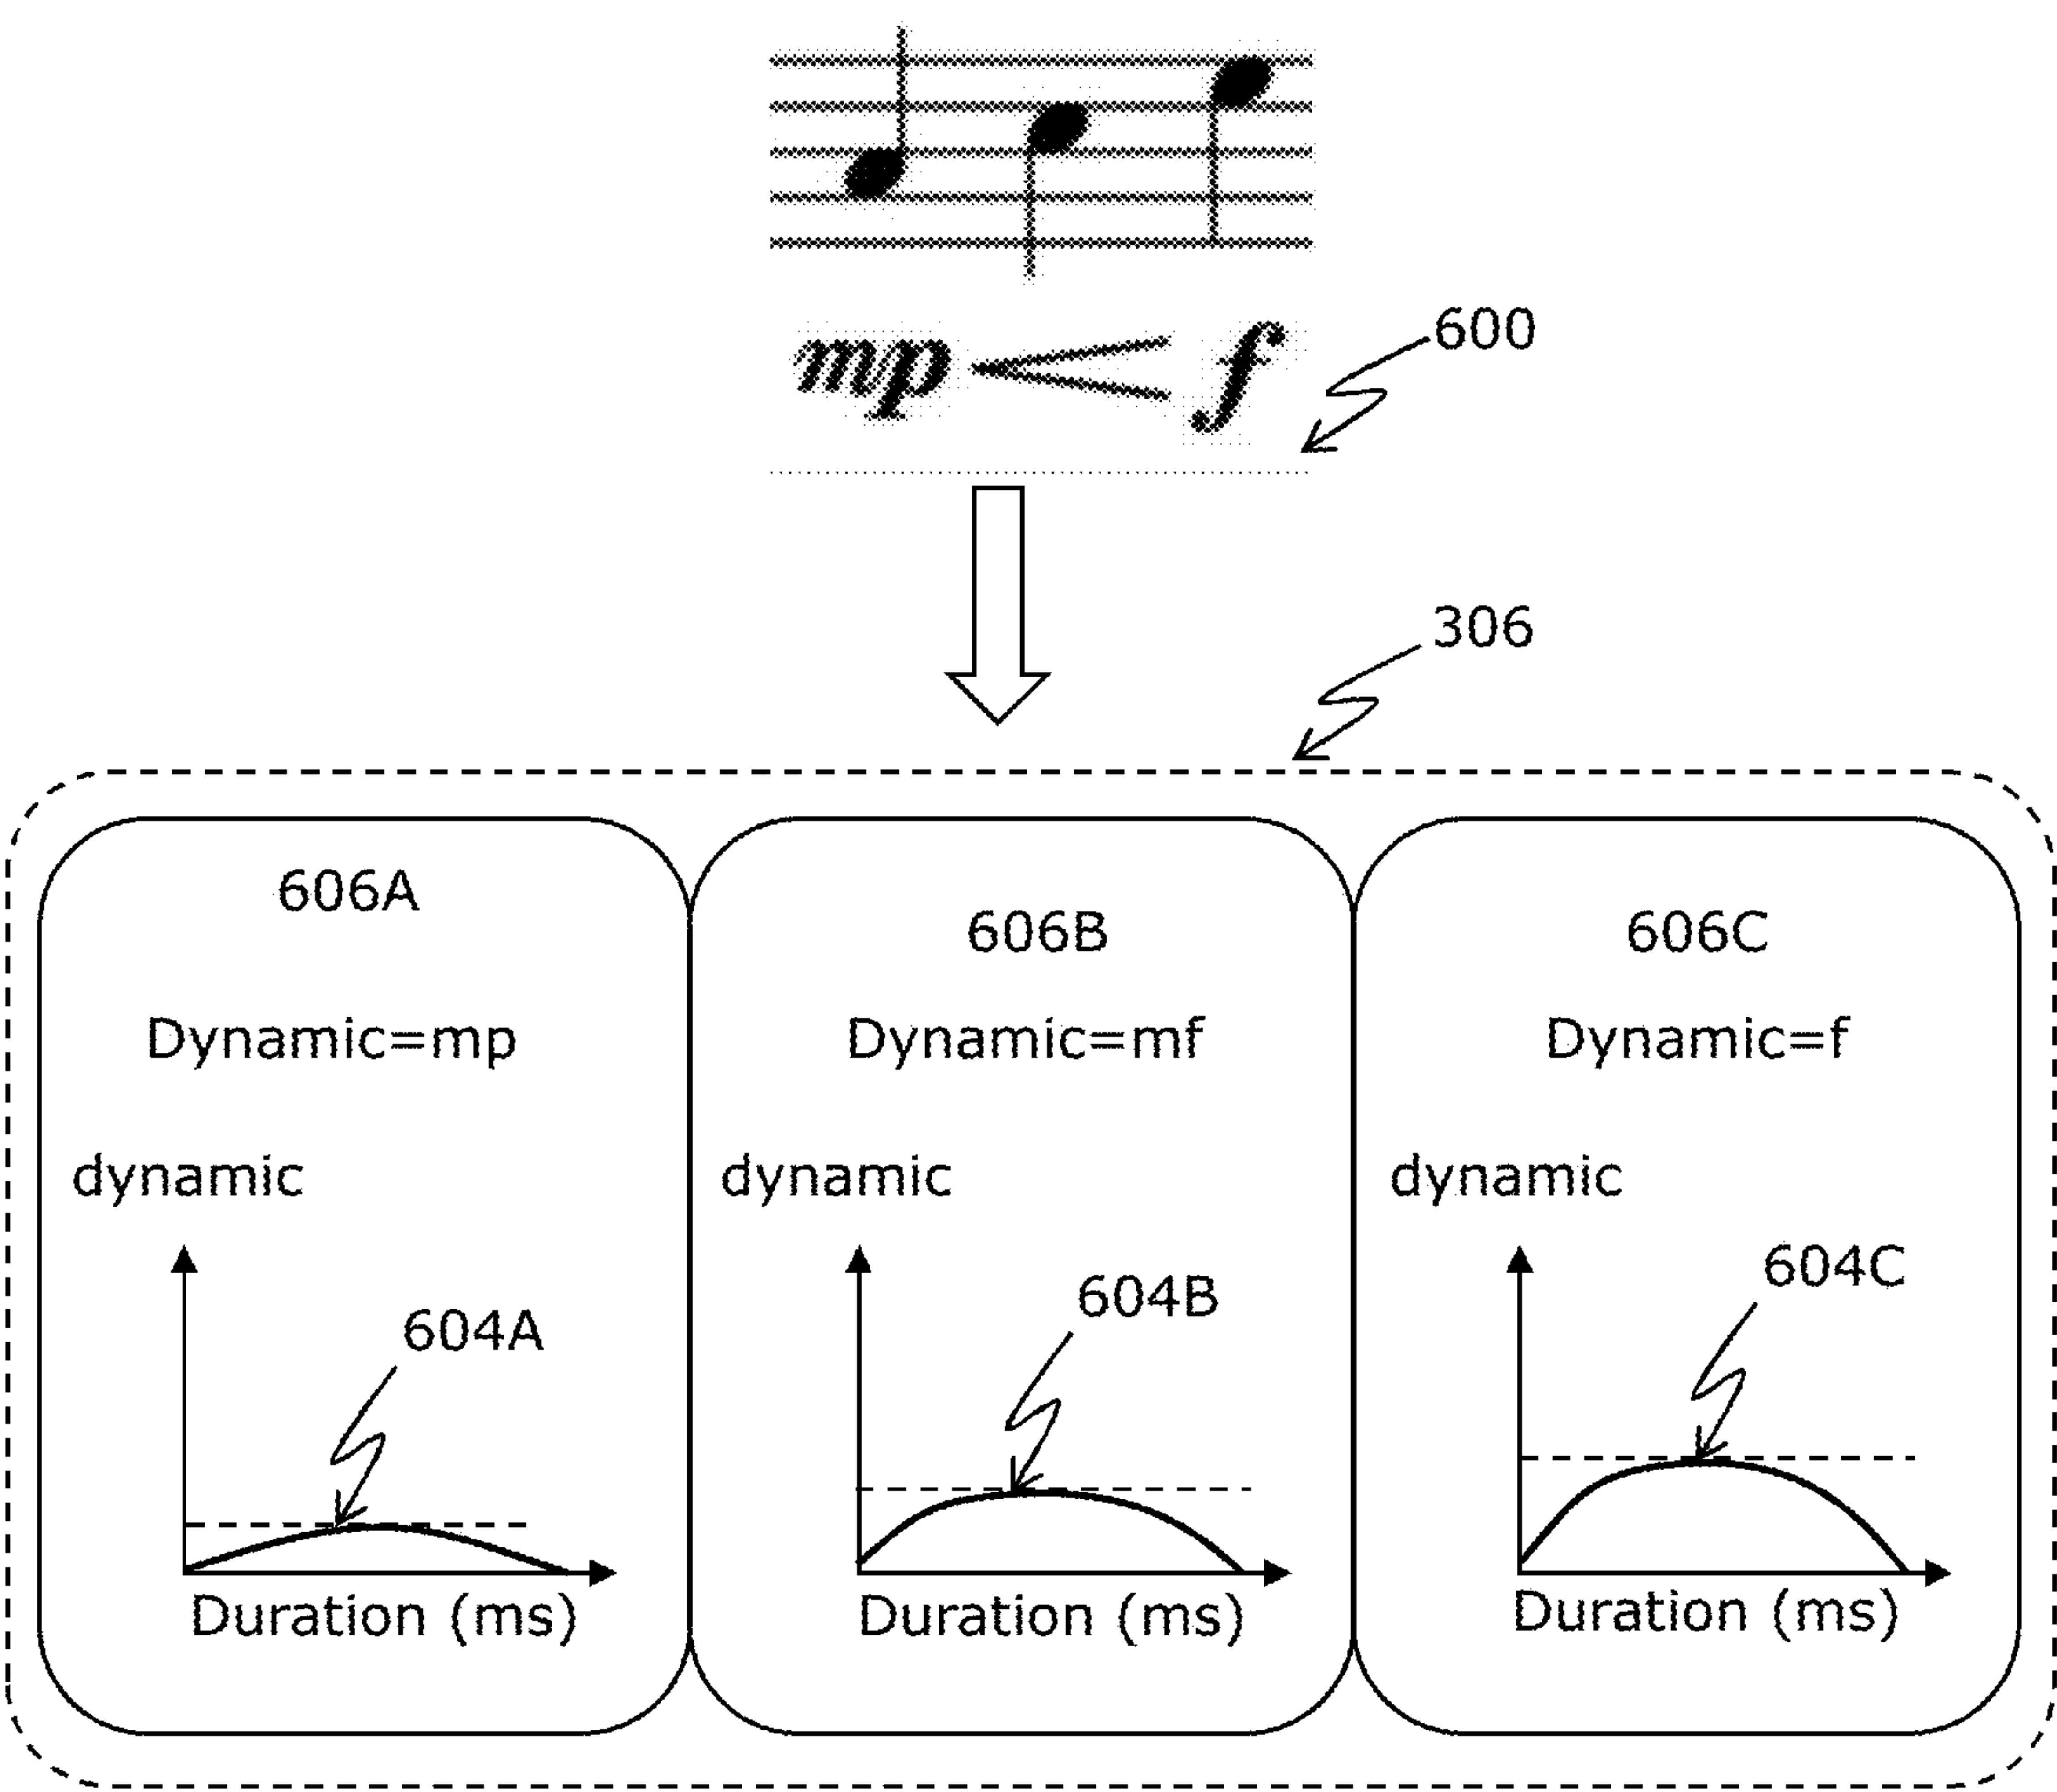 mp f
600
306
606A
606B
606C
Dynamic=mp
Dynamic=mf
Dynamic=f
dynamic
dynamic
dynamic
604A
604B
604C
Duration (ms)
Duration (ms)
Duration (ms)